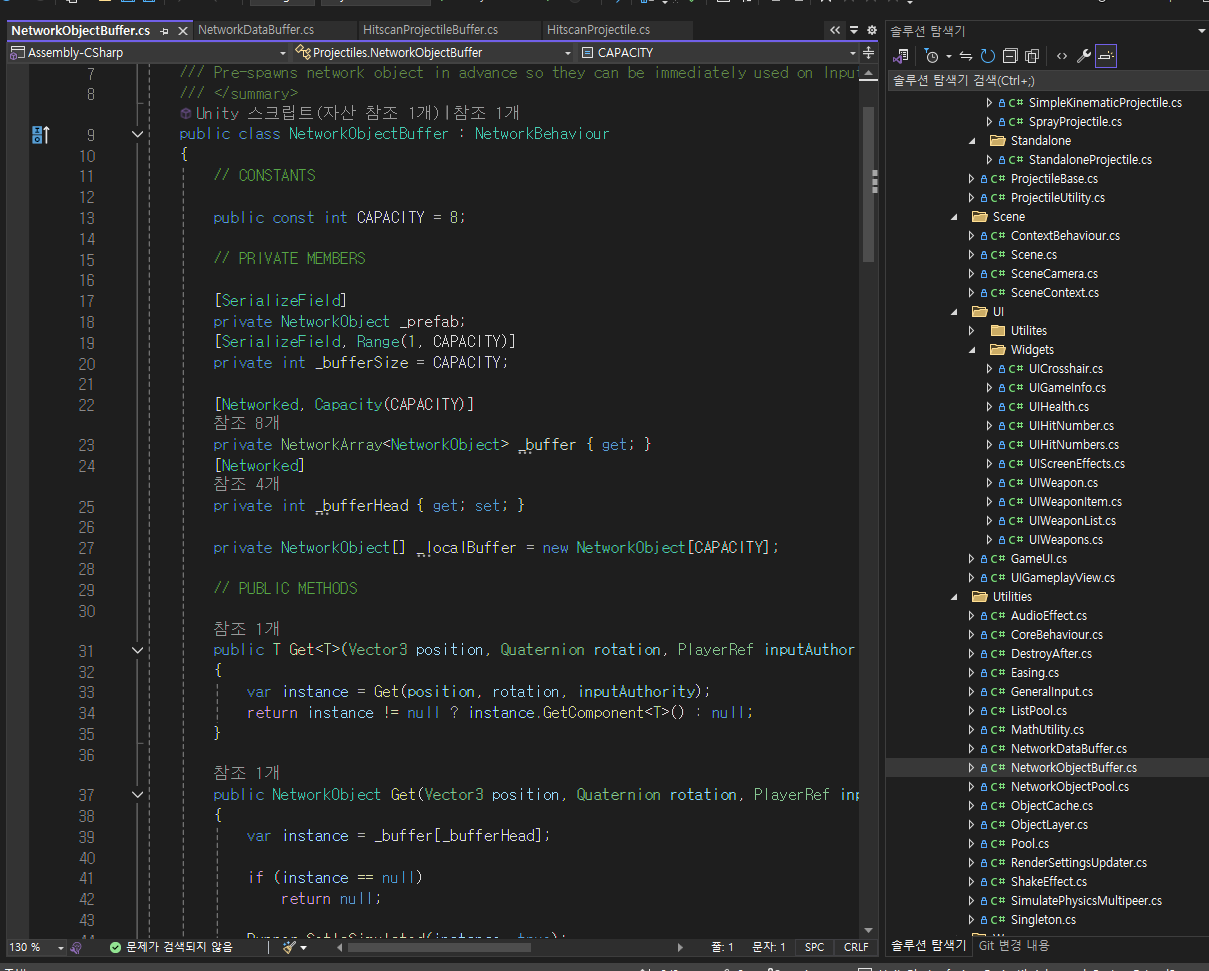 NetworkObjectBuffer.cs
NetworkDataBuffer.cs
HitscanProjectileBuffer.cs
HitscanProjectile.cs
Assembly-CSharp
Projectiles.NetworkObjectBuffer
CAPACITY
7 /// Pre-spawns network object in advance so they can be immediately used on Inpu
8 /// </summary>
Unity 스크립트(자산 참조 1개)|참조 1개
9 public class NetworkObjectBuffer : NetworkBehaviour
10 {
11 // CONSTANTS
12
13 public const int CAPACITY = 8;
14
15 // PRIVATE MEMBERS
16
17 [SerializeField]
18 private NetworkObject _prefab;
19 [SerializeField, Range(1, CAPACITY)]
20 private int _bufferSize = CAPACITY;
21
22 [Networked, Capacity(CAPACITY)]
참조 8개
23 private NetworkArray<NetworkObject> _buffer { get; }
24 [Networked]
참조 4개
25 private int _bufferHead { get; set; }
26
27 private NetworkObject[] _localBuffer = new NetworkObject[CAPACITY];
28
29 // PUBLIC METHODS
30
참조 1개
31 public T Get<T>(Vector3 position, Quaternion rotation, PlayerRef inputAuthor
32 {
33 var instance = Get(position, rotation, inputAuthority);
34 return instance != null ? instance.GetComponent<T>() : null;
35 }
36
참조 1개
37 public NetworkObject Get(Vector3 position, Quaternion rotation, PlayerRef inp
38 {
39 var instance = _buffer[_bufferHead];
40
41 if (instance == null)
42 return null;
43
130 %
문제가 검색되지 않음
줄: 1
문자: 1
SPC
CRLF
솔루션 탐색기
솔루션 탐색기 검색(Ctrl+;)
C# SimpleKinematicProjectile.cs
C# SprayProjectile.cs
Standalone
C# StandaloneProjectile.cs
C# ProjectileBase.cs
C# ProjectileUtility.cs
Scene
C# ContextBehaviour.cs
C# Scene.cs
C# SceneCamera.cs
C# SceneContext.cs
UI
Utilites
Widgets
C# UICrosshair.cs
C# UIGameInfo.cs
C# UIHealth.cs
C# UIHitNumber.cs
C# UIHitNumbers.cs
C# UIScreenEffects.cs
C# UIWeapon.cs
C# UIWeaponItem.cs
C# UIWeaponList.cs
C# UIWeapons.cs
C# GameUI.cs
C# UIGameplayView.cs
Utilities
C# AudioEffect.cs
C# CoreBehaviour.cs
C# DestroyAfter.cs
C# Easing.cs
C# GeneralInput.cs
C# ListPool.cs
C# MathUtility.cs
C# NetworkDataBuffer.cs
C# NetworkObjectBuffer.cs
C# NetworkObjectPool.cs
C# ObjectCache.cs
C# ObjectLayer.cs
C# Pool.cs
C# RenderSettingsUpdater.cs
C# ShakeEffect.cs
C# SimulatePhysicsMultipeer.cs
C# Singleton.cs
솔루션 탐색기
Git 변경 내용